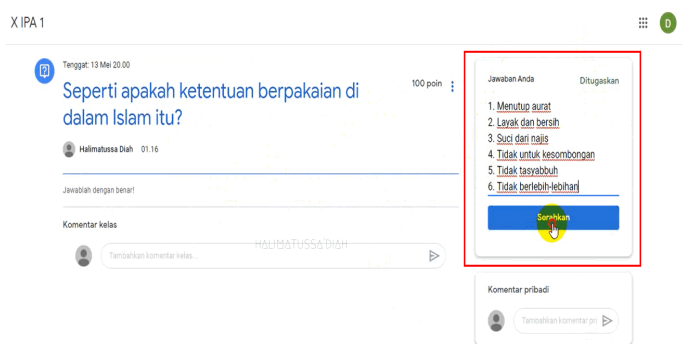 X IPA 1
D
Tenggat: 13 Mei 20.00
Seperti apakah ketentuan berpakaian di
dalam Islam itu?
100 poin
Halimatussa Diah 01.16
Jawablah dengan benar!
Komentar kelas
Tambahkan komentar kelas...
HALIMATUSSA'DIAH
Jawaban Anda
Ditugaskan
1. Menutup aurat
2. Layak dan bersih
3. Suci dari najis
4. Tidak untuk kesombongan
5. Tidak tasyabbuh
6. Tidak berlebih-lebihan
Serahkan
Komentar pribadi
Tambahkan komentar pri